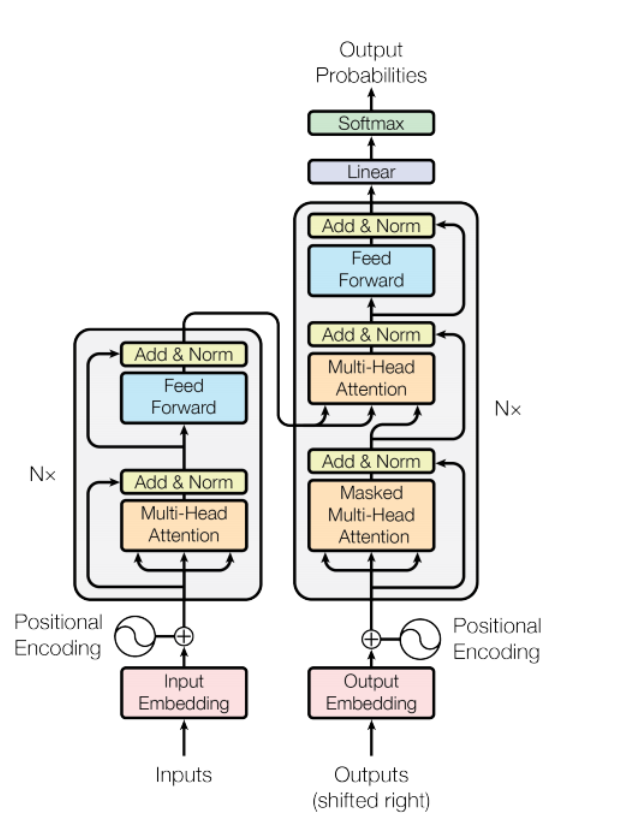 Output
Probabilities
Softmax
Linear
Add & Norm
Feed
Forward
Add & Norm
Multi-Head
Attention
Add & Norm
Masked
Multi-Head
Attention
N×
Add & Norm
Feed
Forward
Add & Norm
Multi-Head
Attention
N×
Positional
Encoding
Positional
Encoding
Input
Embedding
Output
Embedding
Inputs
Outputs
(shifted right)